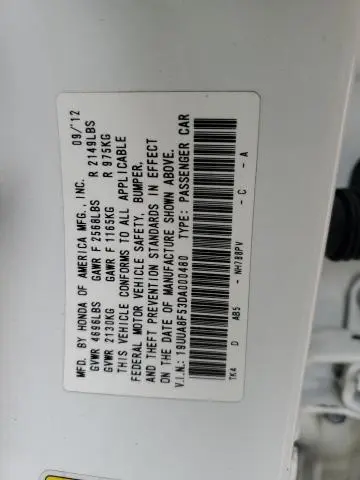 MFD. BY HONDA OF AMERICA MFG., INC. 09/'12
GVWR 4696LBS GAWR F 2568LBS R 2149LBS
GVWR 2130KG GAWR F 1165KG R 975KG
THIS VEHICLE CONFORMS TO ALL APPLICABLE
FEDERAL MOTOR VEHICLE SAFETY, BUMPER,
AND THEFT PREVENTION STANDARDS IN EFFECT
ON THE DATE OF MANUFACTURE SHOWN ABOVE.
V.I.N.: 19UUA8F53DA000480 TYPE: PASSENGER CAR
TK4 D AB5 - NH788PV - C - A